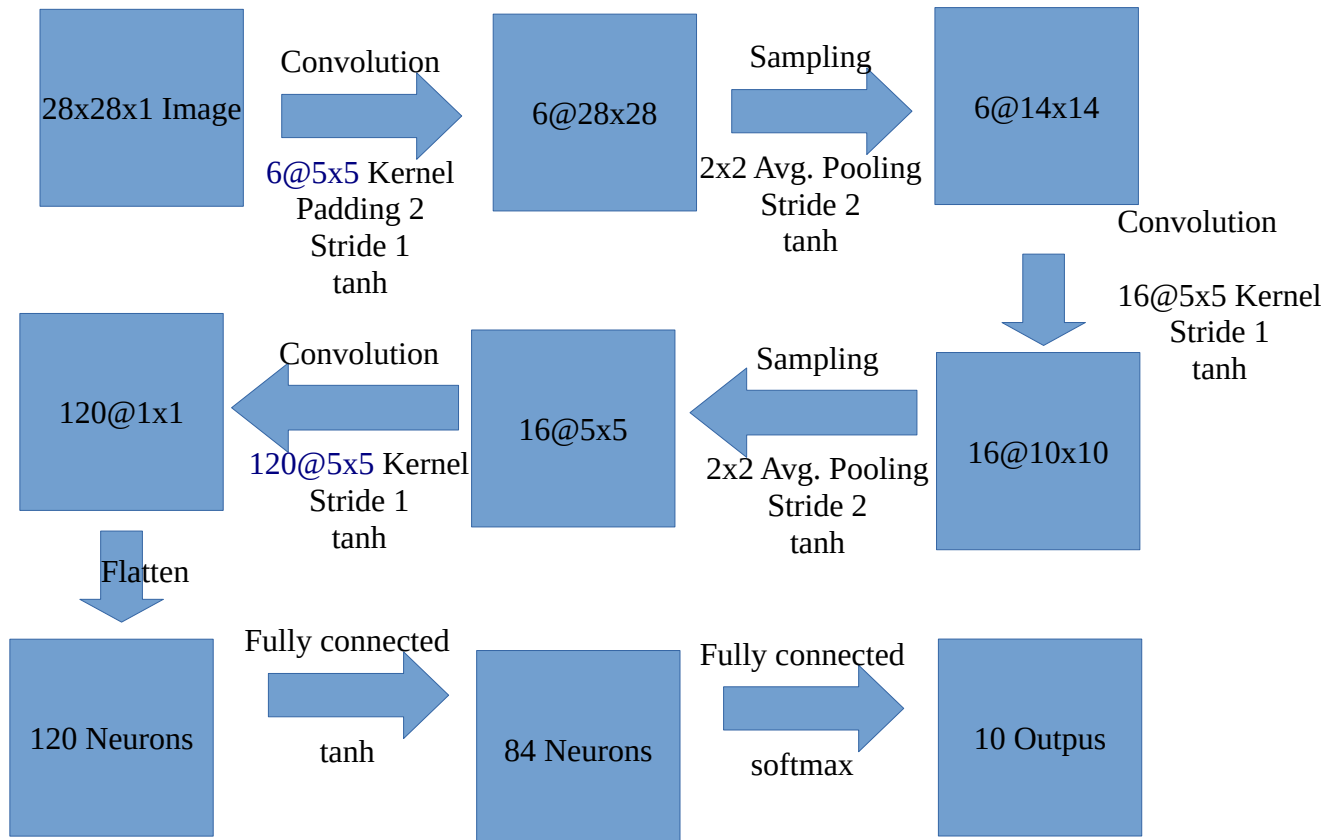 28x28x1 Image
Convolution
6@5x5 Kernel
Padding 2
Stride 1
tanh
6@28x28
Sampling
2x2 Avg. Pooling
Stride 2
tanh
6@14x14
Convolution
16@5x5 Kernel
Stride 1
tanh
16@10x10
Sampling
2x2 Avg. Pooling
Stride 2
tanh
16@5x5
Convolution
120@5x5 Kernel
Stride 1
tanh
120@1x1
Flatten
120 Neurons
Fully connected
tanh
84 Neurons
Fully connected
softmax
10 Outpus